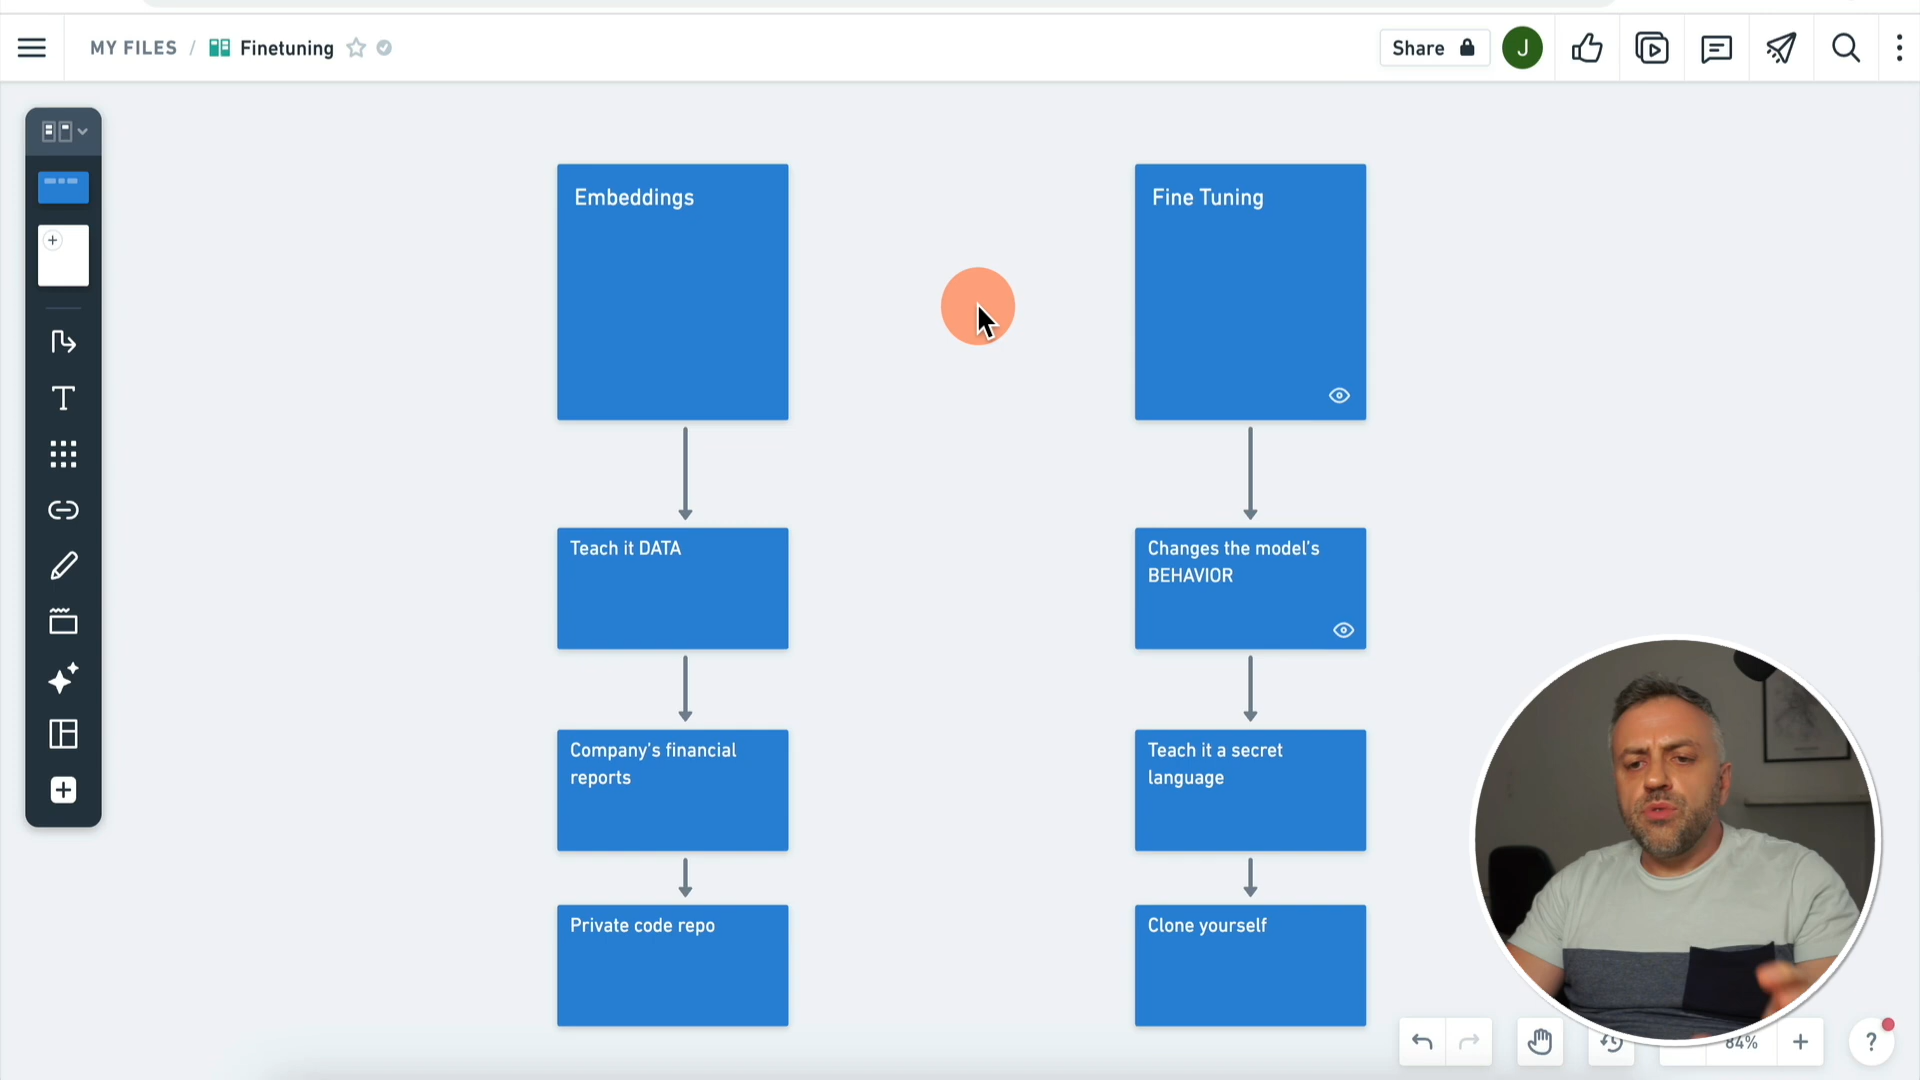 MY FILES / Finetuning
Share
J
Embeddings
Fine Tuning
Teach it DATA
Changes the model's
BEHAVIOR
Company's financial
reports
Teach it a secret
language
Private code repo
Clone yourself
84%
?